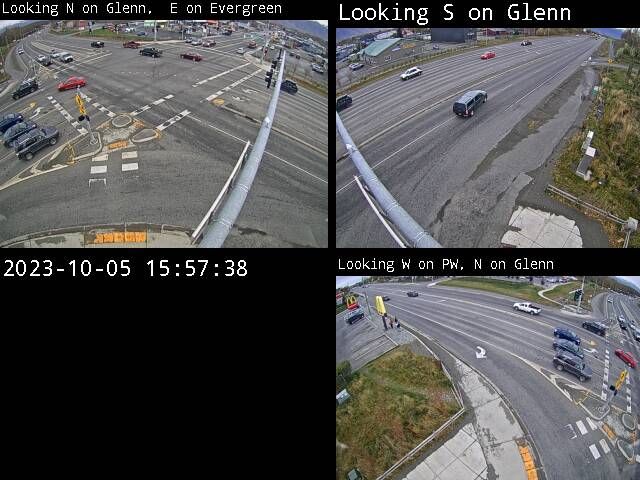 Looking N on Glenn,  E on Evergreen
Looking S on Glenn
2023-10-05 15:57:38
Looking W on PW, N on Glenn